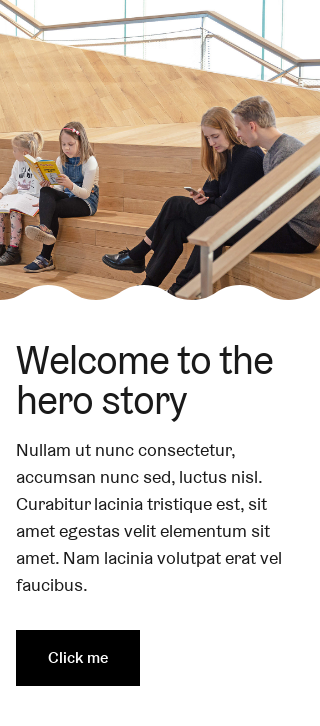 Welcome to the
hero story
Nullam ut nunc consectetur,
accumsan nunc sed, luctus nisl.
Curabitur lacinia tristique est, sit
amet egestas velit elementum sit
amet. Nam lacinia volutpat erat vel
faucibus.
Click me